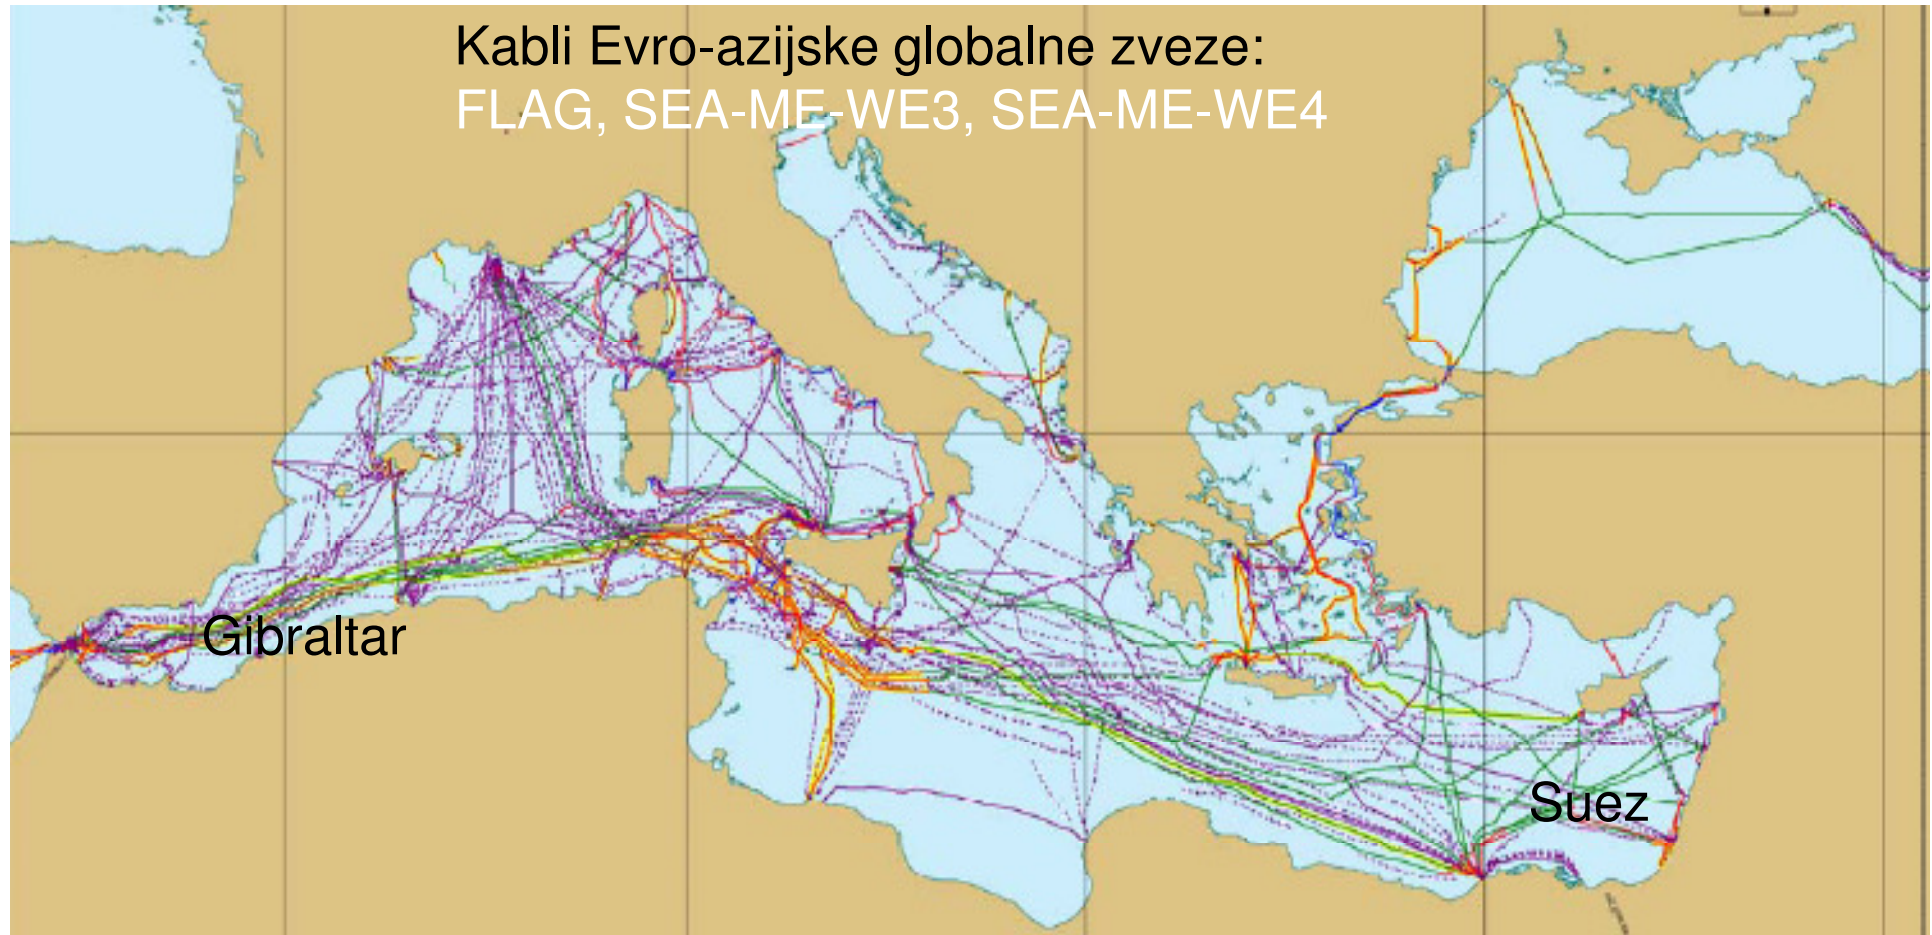 Kabli Evro-azijske globalne zveze:
FLAG, SEA-ME-WE3, SEA-ME-WE4
Gibraltar
Suez